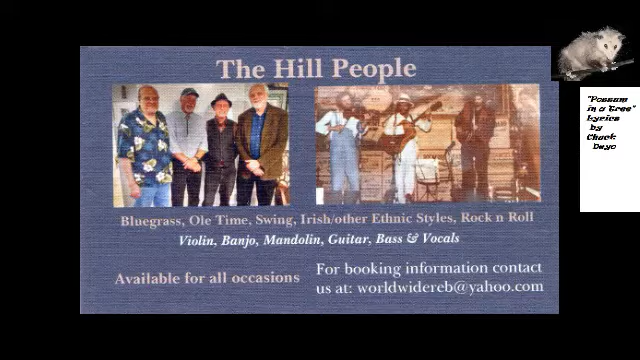 The Hill People
Bluegrass, Ole Time, Swing, Irish/other Ethnic Styles, Rock n Roll
Violin, Banjo, Mandolin, Guitar, Bass & Vocals
Available for all occasions
For booking information contact
us at: worldwidereb@yahoo.com
"Possum
in a Tree"
Lyrics
by
Chuck